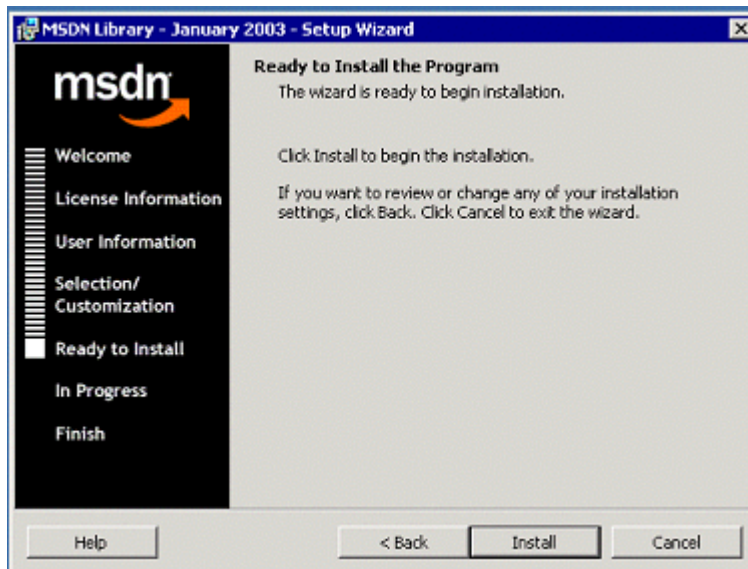 MSDN Library - January 2003 - Setup Wizard
msdn
Welcome
License Information
User Information
Selection/
Customization
Ready to Install
In Progress
Finish
Ready to Install the Program
The wizard is ready to begin installation.
Click Install to begin the installation.
If you want to review or change any of your installation
settings, click Back. Click Cancel to exit the wizard.
Help
< Back
Install
Cancel